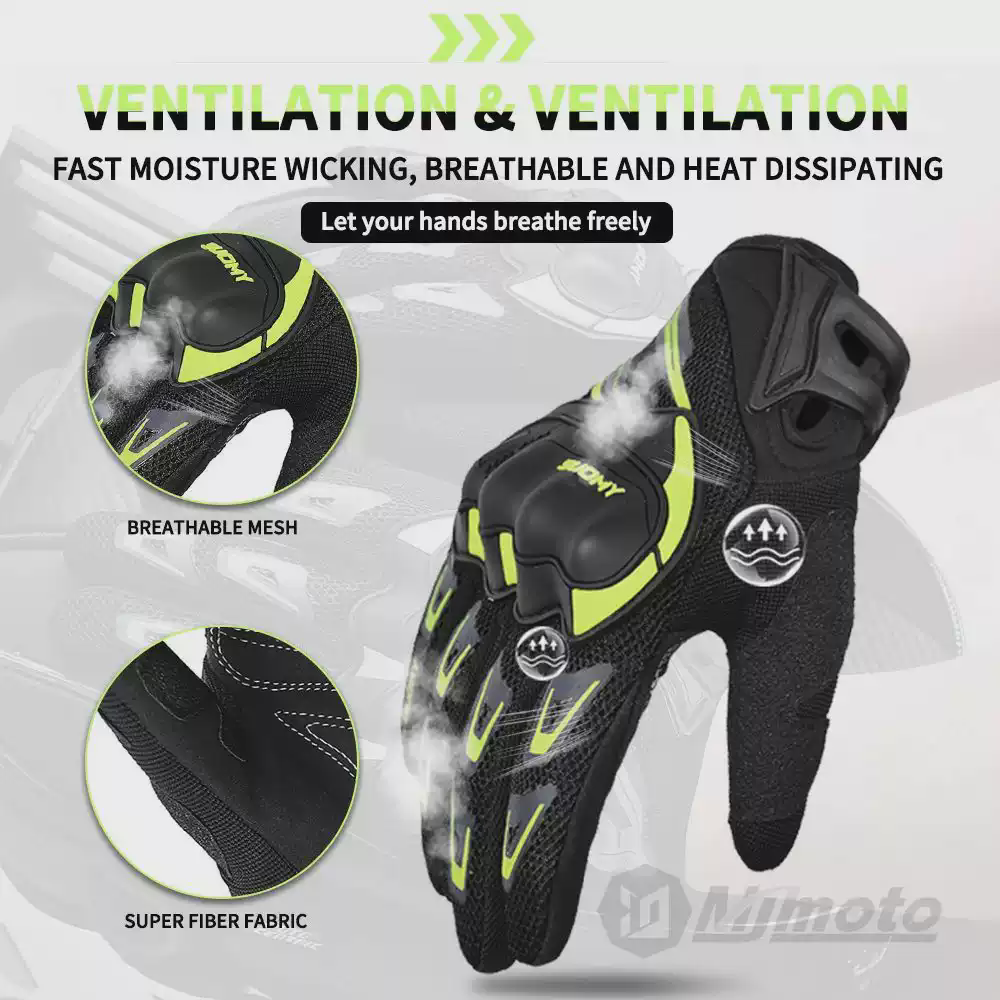 VENTILATION & VENTILATION
FAST MOISTURE WICKING, BREATHABLE AND HEAT DISSIPATING
Let your hands breathe freely
SUOMY
BREATHABLE MESH
SUOMY
SUPER FIBER FABRIC
Mjmoto